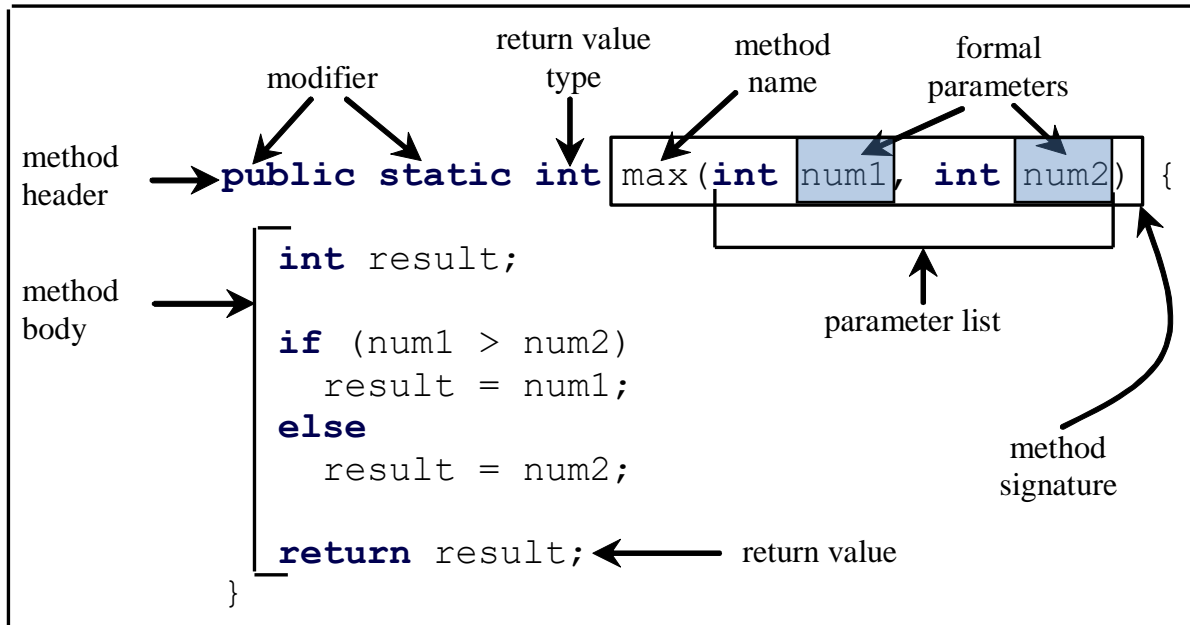 return value
type
method
name
formal
parameters
modifier
method
header
public static int max(int num1, int num2) {
int result;
method
body
parameter list
if (num1 > num2)
result = num1;
else
result = num2;
method
signature
return result;
return value
}